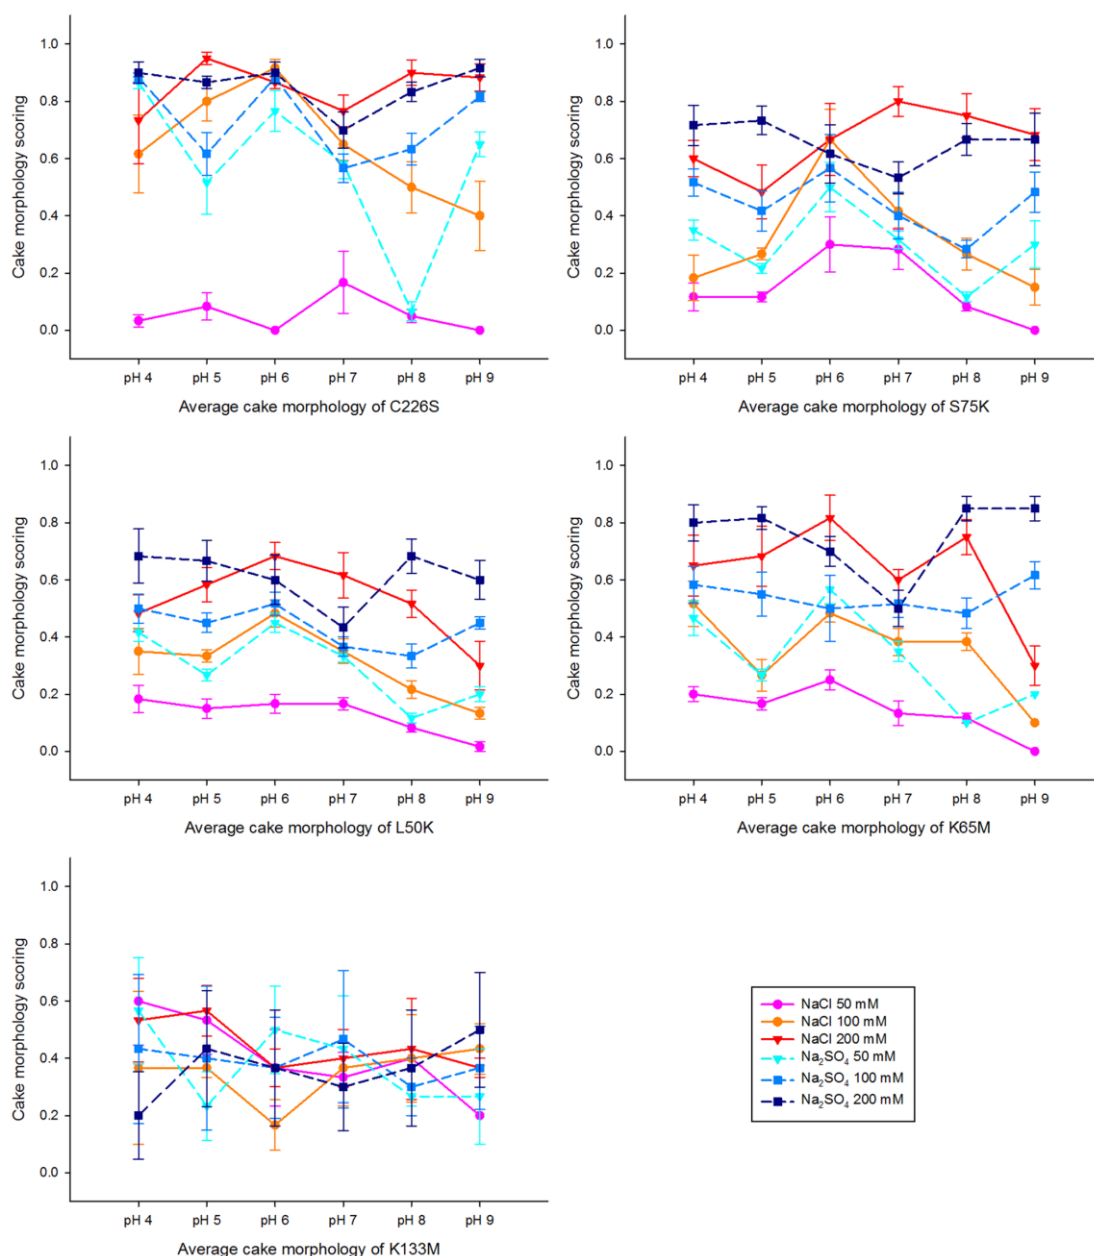 Cake morphology scoring
1.0
0.8
0.6
0.4
0.2
0.0
pH 4 pH 5 pH 6 pH 7 pH 8 pH 9
Average cake morphology of C226S
Cake morphology scoring
1.0
0.8
0.6
0.4
0.2
0.0
pH 4 pH 5 pH 6 pH 7 pH 8 pH 9
Average cake morphology of S75K
Cake morphology scoring
1.0
0.8
0.6
0.4
0.2
0.0
pH 4 pH 5 pH 6 pH 7 pH 8 pH 9
Average cake morphology of L50K
Cake morphology scoring
1.0
0.8
0.6
0.4
0.2
0.0
pH 4 pH 5 pH 6 pH 7 pH 8 pH 9
Average cake morphology of K65M
Cake morphology scoring
1.0
0.8
0.6
0.4
0.2
0.0
pH 4 pH 5 pH 6 pH 7 pH 8 pH 9
Average cake morphology of K133M
NaCl 50 mM
NaCl 100 mM
NaCl 200 mM
Na₂SO₄ 50 mM
Na₂SO₄ 100 mM
Na₂SO₄ 200 mM